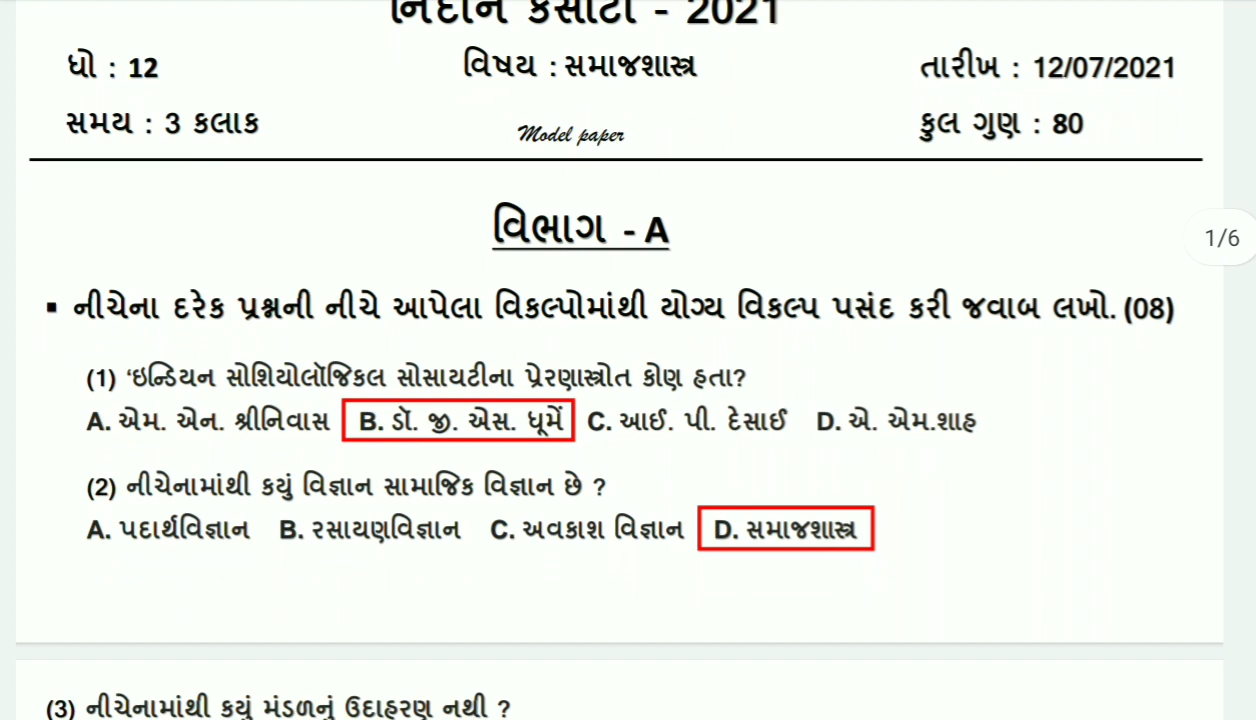 નિદાન કસોટી - 2021
ધો : 12 વિષય : સમાજશાસ્ત્ર તારીખ : 12/07/2021
સમય : 3 કલાક Model paper કુલ ગુણ : 80
વિભાગ - A
1/6
▪ નીચેના દરેક પ્રશ્નની નીચે આપેલા વિકલ્પોમાંથી યોગ્ય વિકલ્પ પસંદ કરી જવાબ લખો. (08)
(1) ‘ઇન્ડિયન સોશિયોલૉજિકલ સોસાયટીના પ્રેરણાસ્ત્રોત કોણ હતા?
A. એમ. એન. શ્રીનિવાસ B. ડૉ. જી. એસ. ધૂર્મે C. આઈ. પી. દેસાઈ D. એ. એમ.શાહ
(2) નીચેનામાંથી કયું વિજ્ઞાન સામાજિક વિજ્ઞાન છે ?
A. પદાર્થવિજ્ઞાન B. રસાયણવિજ્ઞાન C. અવકાશ વિજ્ઞાન D. સમાજશાસ્ત્ર
(3) નીચેનામાંથી કયું મંડળનું ઉદાહરણ નથી ?